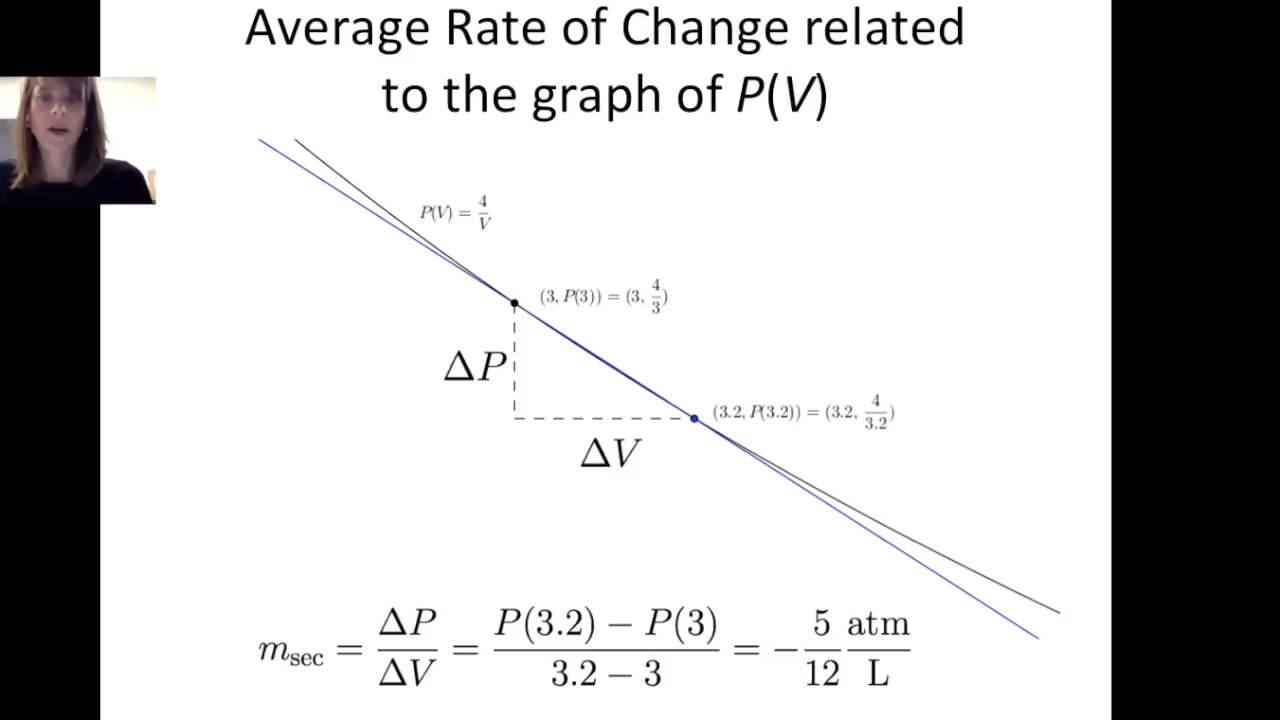 Average Rate of Change related
to the graph of P(V)
P(V) = 4/V
(3, P(3)) = (3, 4/3)
ΔP
(3.2, P(3.2)) = (3.2, 4/3.2)
ΔV
m_sec = ΔP/ΔV = (P(3.2) − P(3))/(3.2 − 3) = −5/12 atm/L